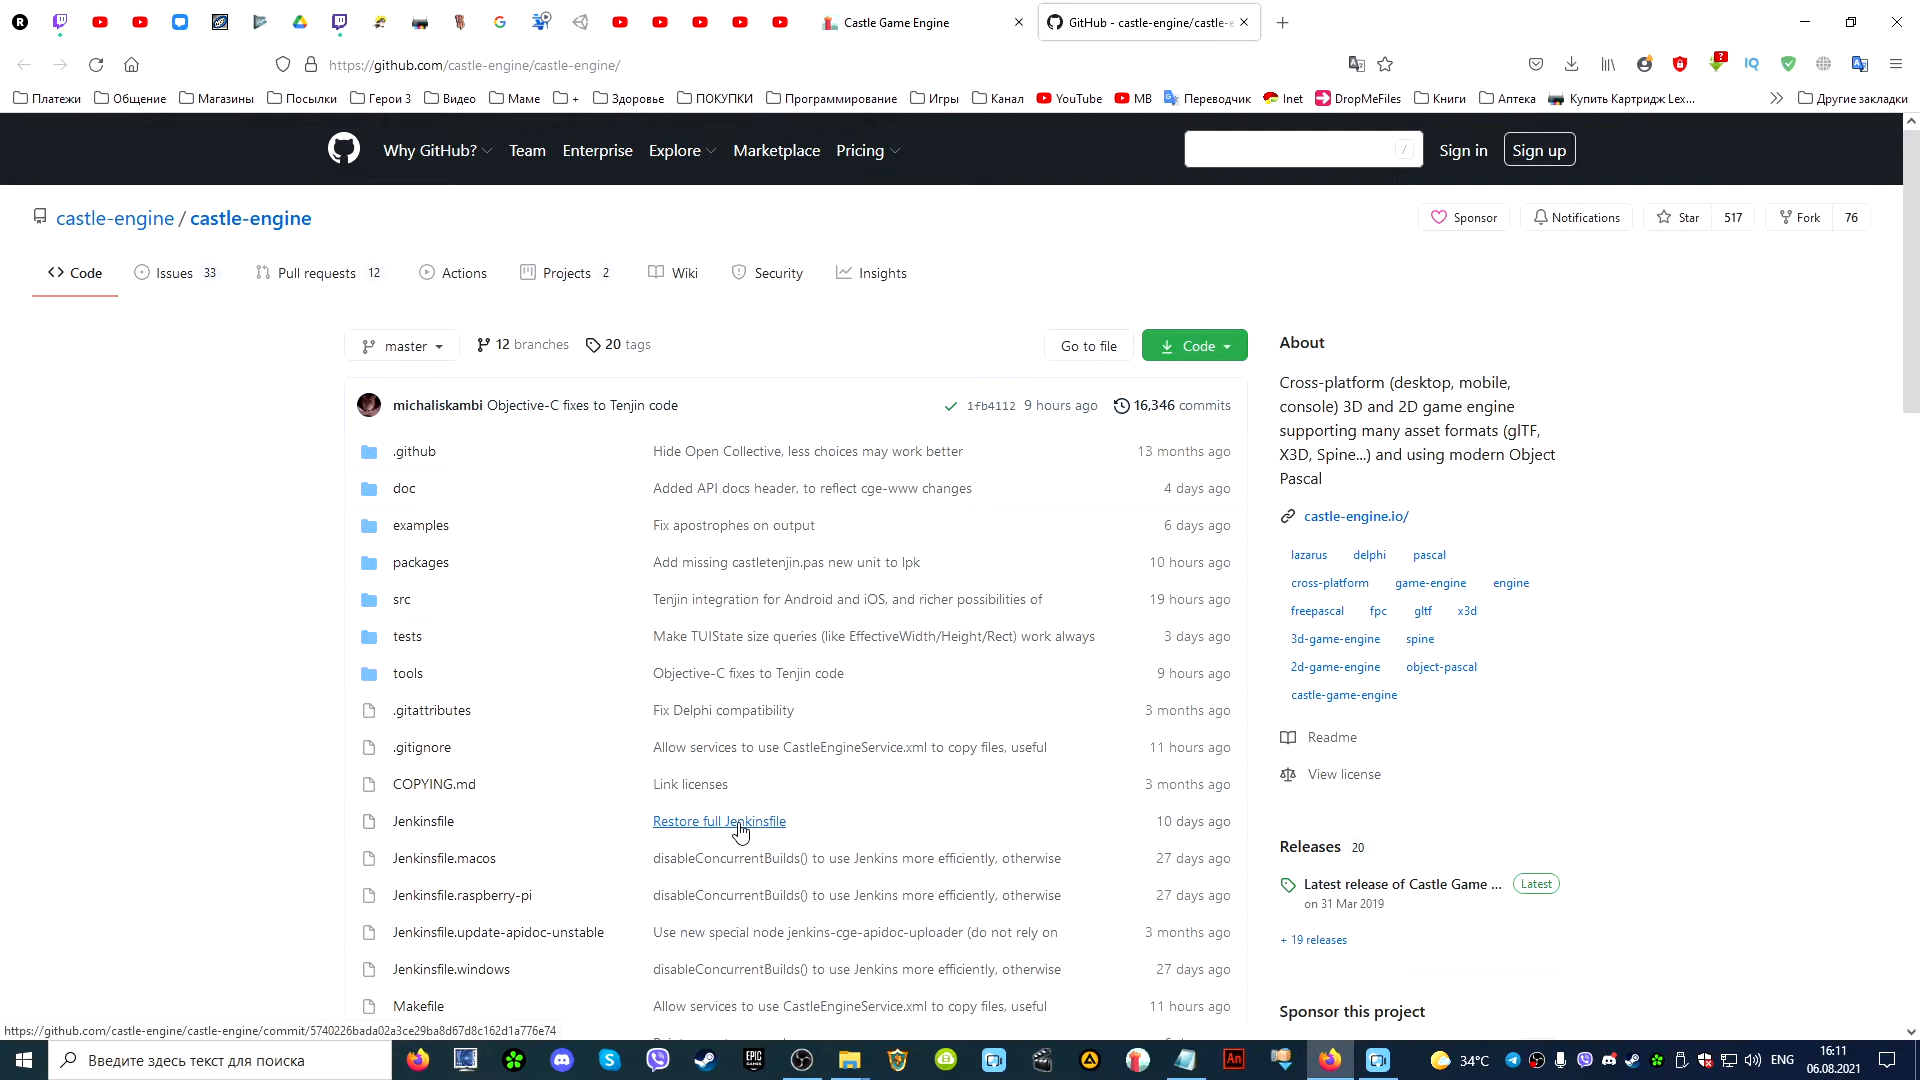 Castle Game Engine
GitHub - castle-engine/castle-e
https://github.com/castle-engine/castle-engine/
Платежи
Общение
Магазины
Посылки
Герои 3
Видео
Маме
+
Здоровье
ПОКУПКИ
Программирование
Игры
Канал
YouTube
МВ
Переводчик
Inet
DropMeFiles
Книги
Аптека
Купить Картридж Lex...
Другие закладки
Why GitHub?
Team
Enterprise
Explore
Marketplace
Pricing
/
Sign in
Sign up
castle-engine / castle-engine
Sponsor
Notifications
Star 517
Fork 76
Code
Issues 33
Pull requests 12
Actions
Projects 2
Wiki
Security
Insights
master
12 branches
20 tags
Go to file
Code
michaliskambi Objective-C fixes to Tenjin code
1fb4112 9 hours ago
16,346 commits
.github Hide Open Collective, less choices may work better 13 months ago
doc Added API docs header, to reflect cge-www changes 4 days ago
examples Fix apostrophes on output 6 days ago
packages Add missing castletenjin.pas new unit to lpk 10 hours ago
src Tenjin integration for Android and iOS, and richer possibilities of 19 hours ago
tests Make TUIState size queries (like EffectiveWidth/Height/Rect) work always 3 days ago
tools Objective-C fixes to Tenjin code 9 hours ago
.gitattributes Fix Delphi compatibility 3 months ago
.gitignore Allow services to use CastleEngineService.xml to copy files, useful 11 hours ago
COPYING.md Link licenses 3 months ago
Jenkinsfile Restore full Jenkinsfile 10 days ago
Jenkinsfile.macos disableConcurrentBuilds() to use Jenkins more efficiently, otherwise 27 days ago
Jenkinsfile.raspberry-pi disableConcurrentBuilds() to use Jenkins more efficiently, otherwise 27 days ago
Jenkinsfile.update-apidoc-unstable Use new special node jenkins-cge-apidoc-uploader (do not rely on 3 months ago
Jenkinsfile.windows disableConcurrentBuilds() to use Jenkins more efficiently, otherwise 27 days ago
Makefile Allow services to use CastleEngineService.xml to copy files, useful 11 hours ago
About
Cross-platform (desktop, mobile,
console) 3D and 2D game engine
supporting many asset formats (glTF,
X3D, Spine...) and using modern Object
Pascal
castle-engine.io/
lazarus delphi pascal
cross-platform game-engine engine
freepascal fpc gltf x3d
3d-game-engine spine
2d-game-engine object-pascal
castle-game-engine
Readme
View license
Releases 20
Latest release of Castle Game ... Latest
on 31 Mar 2019
+ 19 releases
Sponsor this project
https://github.com/castle-engine/castle-engine/commit/5740226bada02a3ce29ba8d67d8c162d1a776e74
Введите здесь текст для поиска
EPIC
An
34°C
ENG
16:11
06.08.2021